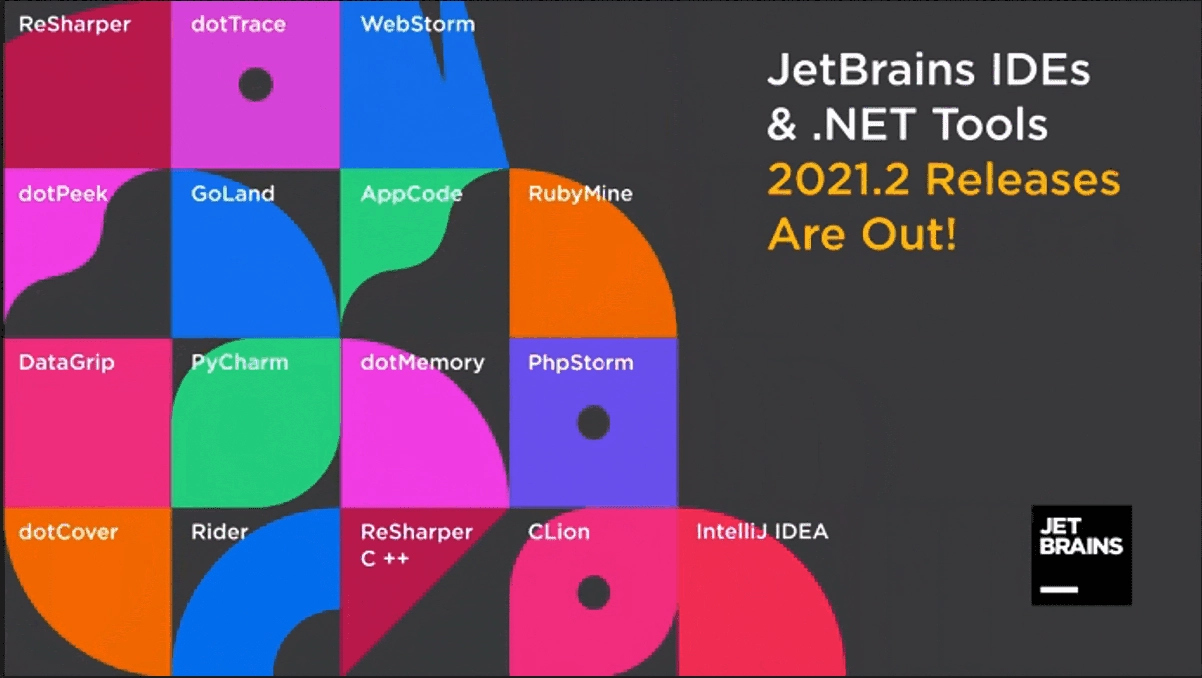 ReSharper
dotTrace
WebStorm
JetBrains IDEs
& .NET Tools
2021.2 Releases
Are Out!
dotPeek
GoLand
AppCode
RubyMine
DataGrip
PyCharm
dotMemory
PhpStorm
dotCover
Rider
ReSharper
C ++
CLion
IntelliJ IDEA
JET
BRAINS